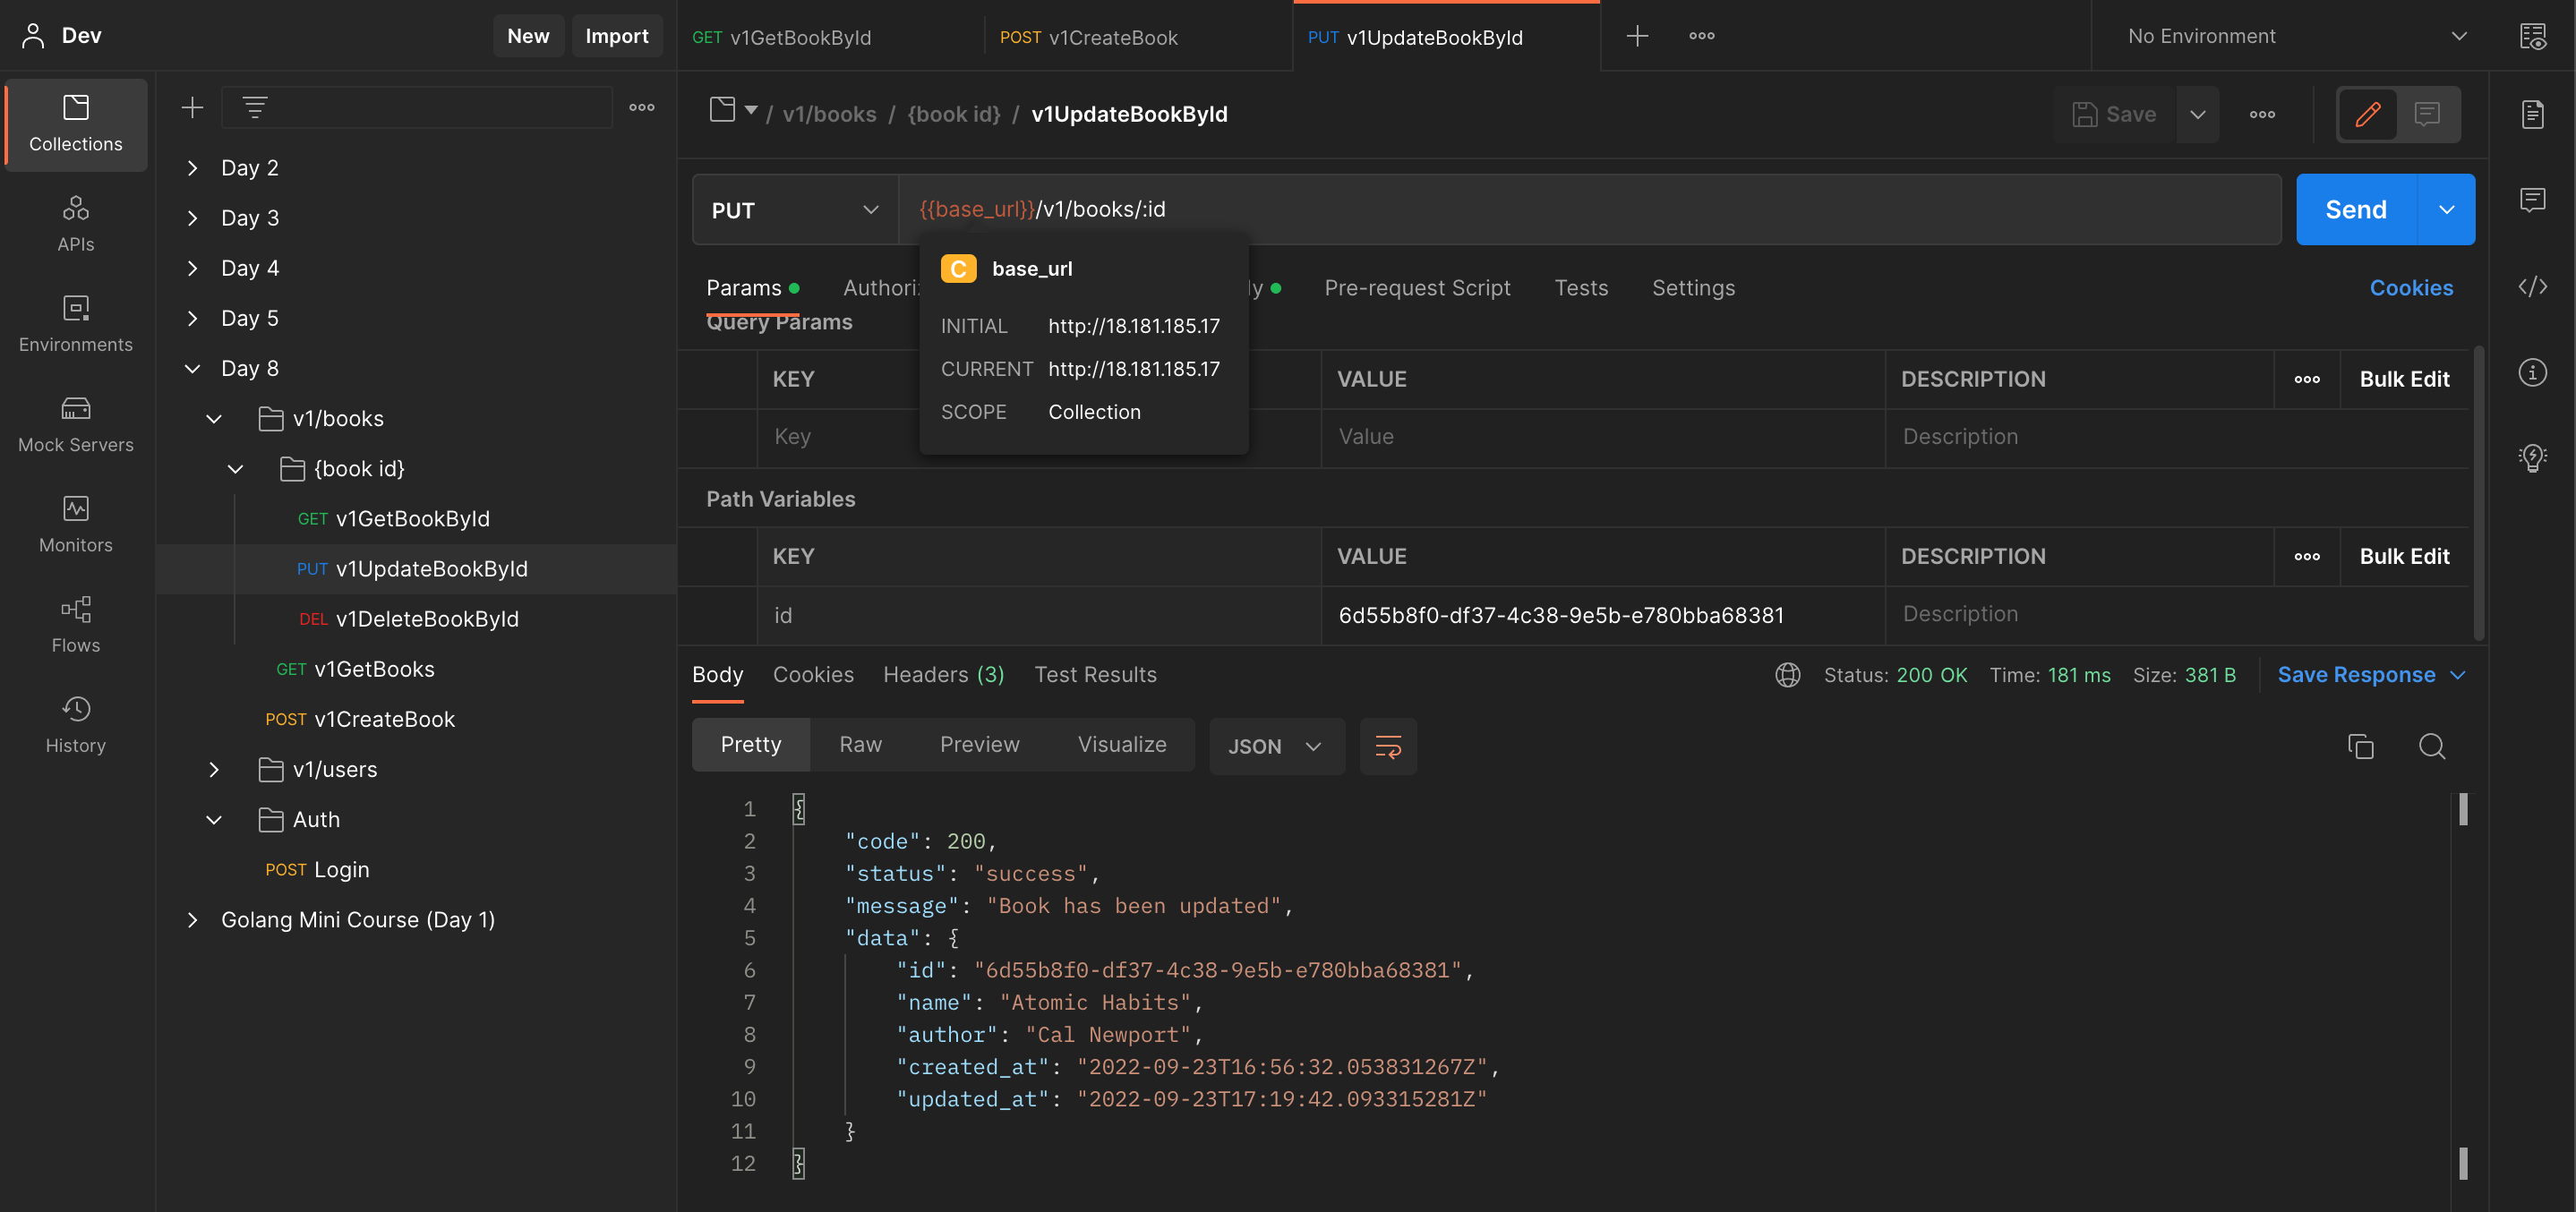 Dev
New
Import
GET v1GetBookById
POST v1CreateBook
PUT v1UpdateBookById
No Environment
Collections
APIs
Environments
Mock Servers
Monitors
Flows
History
Day 2
Day 3
Day 4
Day 5
Day 8
v1/books
{book id}
GET v1GetBookById
PUT v1UpdateBookById
DEL v1DeleteBookById
GET v1GetBooks
POST v1CreateBook
v1/users
Auth
POST Login
Golang Mini Course (Day 1)
/ v1/books / {book id} / v1UpdateBookById
Save
PUT
{{base_url}}/v1/books/:id
Send
C base_url
INITIAL http://18.181.185.17
CURRENT http://18.181.185.17
SCOPE Collection
Params
Pre-request Script
Tests
Settings
Cookies
Query Params
KEY VALUE DESCRIPTION Bulk Edit
Key Value Description
Path Variables
KEY VALUE DESCRIPTION Bulk Edit
id 6d55b8f0-df37-4c38-9e5b-e780bba68381 Description
Body Cookies Headers (3) Test Results
Status: 200 OK Time: 181 ms Size: 381 B Save Response
Pretty Raw Preview Visualize JSON
1 {
2 "code": 200,
3 "status": "success",
4 "message": "Book has been updated",
5 "data": {
6 "id": "6d55b8f0-df37-4c38-9e5b-e780bba68381",
7 "name": "Atomic Habits",
8 "author": "Cal Newport",
9 "created_at": "2022-09-23T16:56:32.053831267Z",
10 "updated_at": "2022-09-23T17:19:42.093315281Z"
11 }
12 }